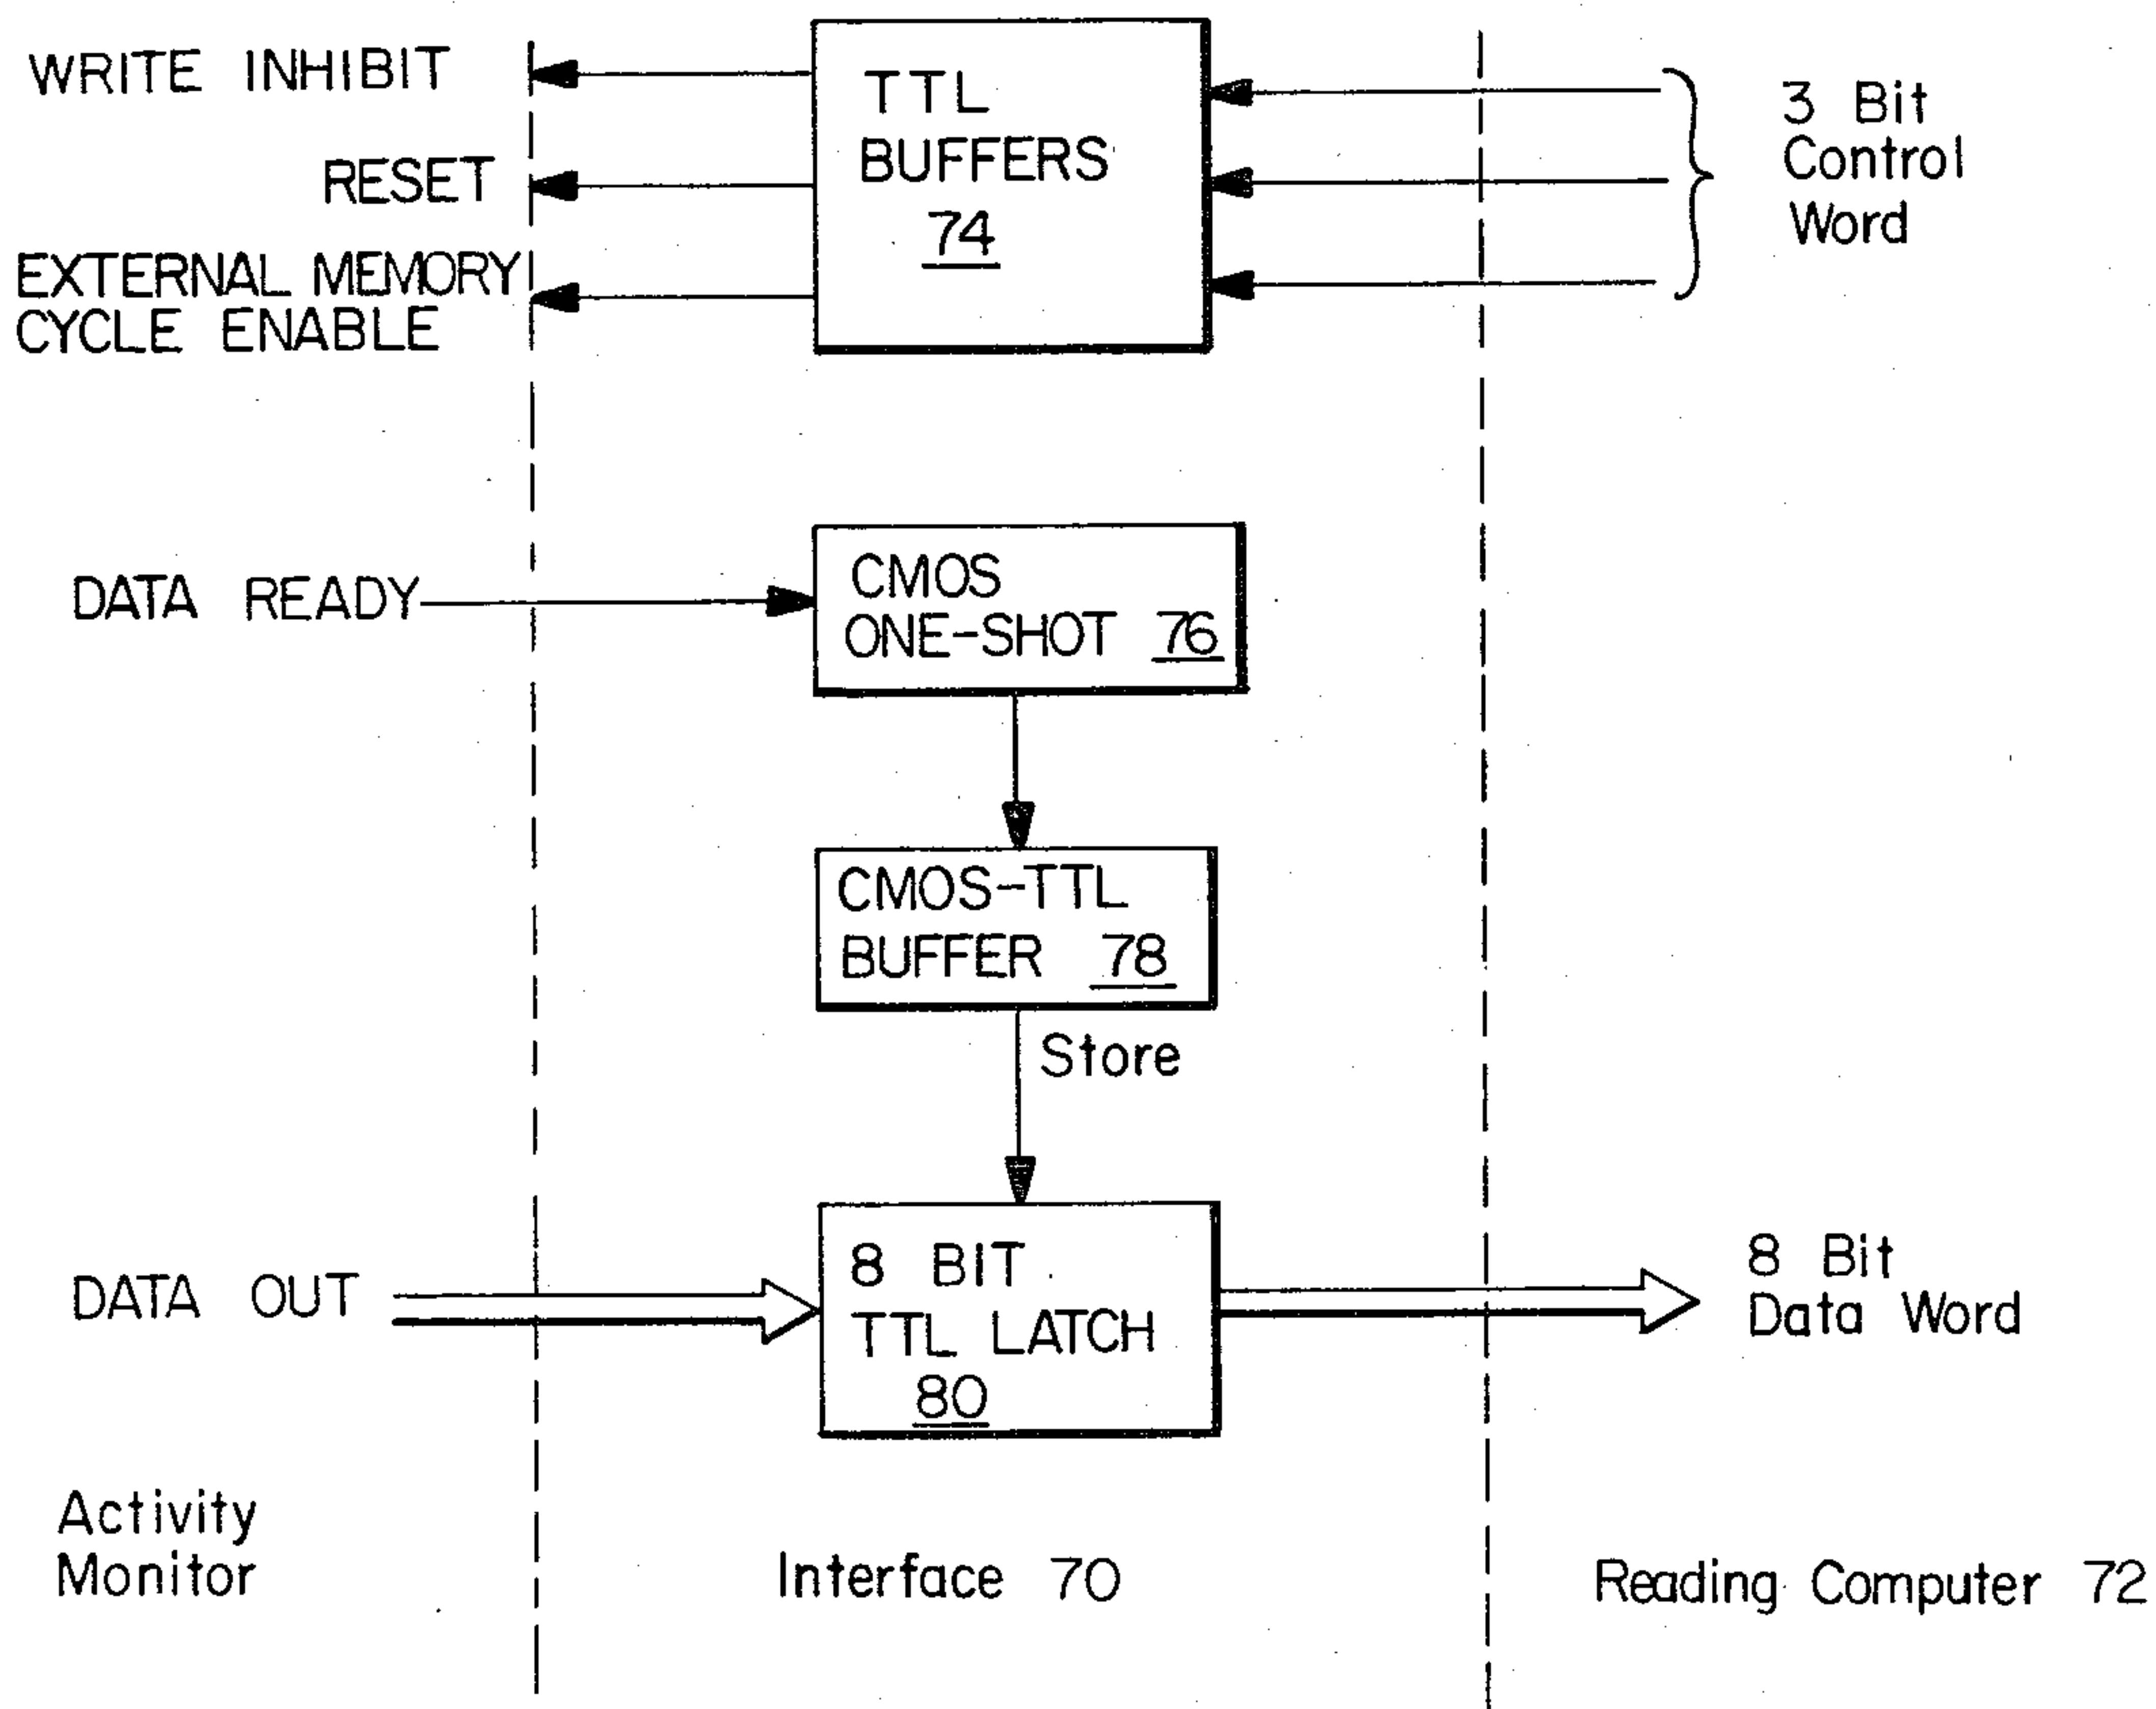 WRITE INHIBIT
RESET
EXTERNAL MEMORY
CYCLE ENABLE
TTL
BUFFERS
74
3 Bit
Control
Word
DATA READY
CMOS
ONE-SHOT 76
CMOS-TTL
BUFFER 78
Store
DATA OUT
8 BIT
TTL LATCH
80
8 Bit
Data Word
Activity
Monitor
Interface 70
Reading Computer 72